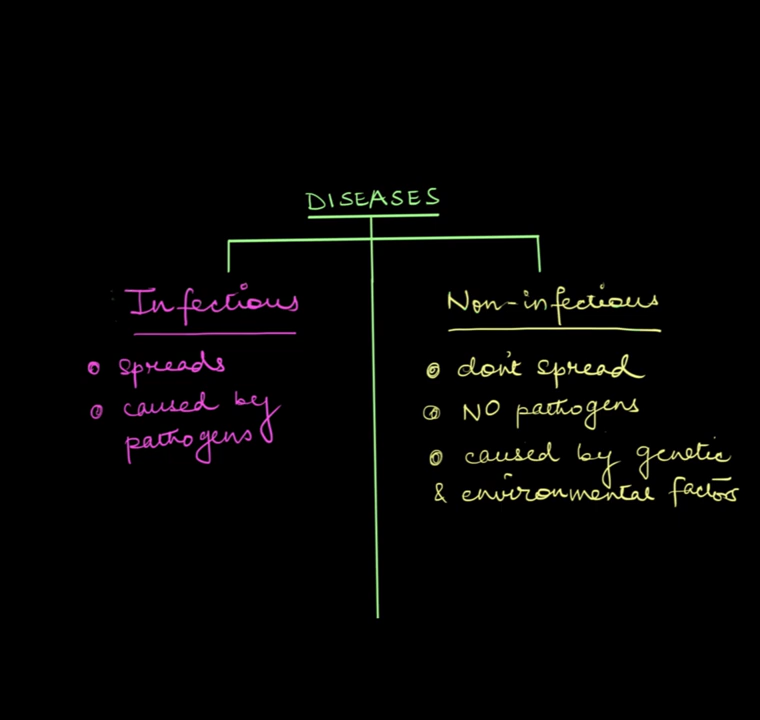 DISEASES
Infectious
spreads
caused by
pathogens
Non-infectious
don't spread
NO pathogens
caused by genetic
& environmental factors